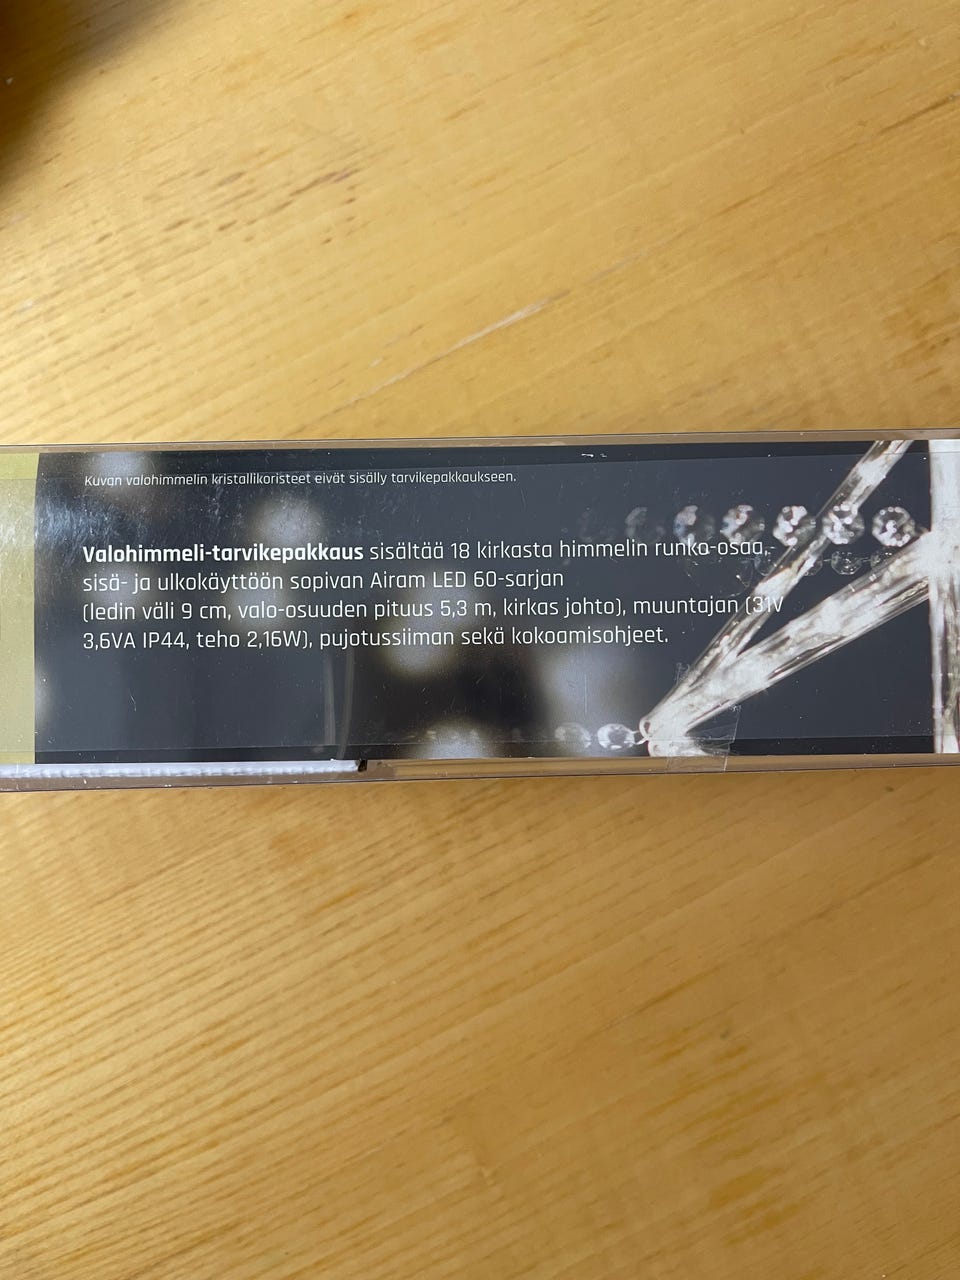 Kuvan valohimmelin kristallikoristeet eivät sisälly tarvikepakkaukseen.
Valohimmeli-tarvikepakkaus sisältää 18 kirkasta himmelin runko-osaa,
sisä- ja ulkokäyttöön sopivan Airam LED 60-sarjan
(ledin väli 9 cm, valo-osuuden pituus 5,3 m, kirkas johto), muuntajan (31V
3,6VA IP44, teho 2,16W), pujotussiiman sekä kokoamisohjeet.